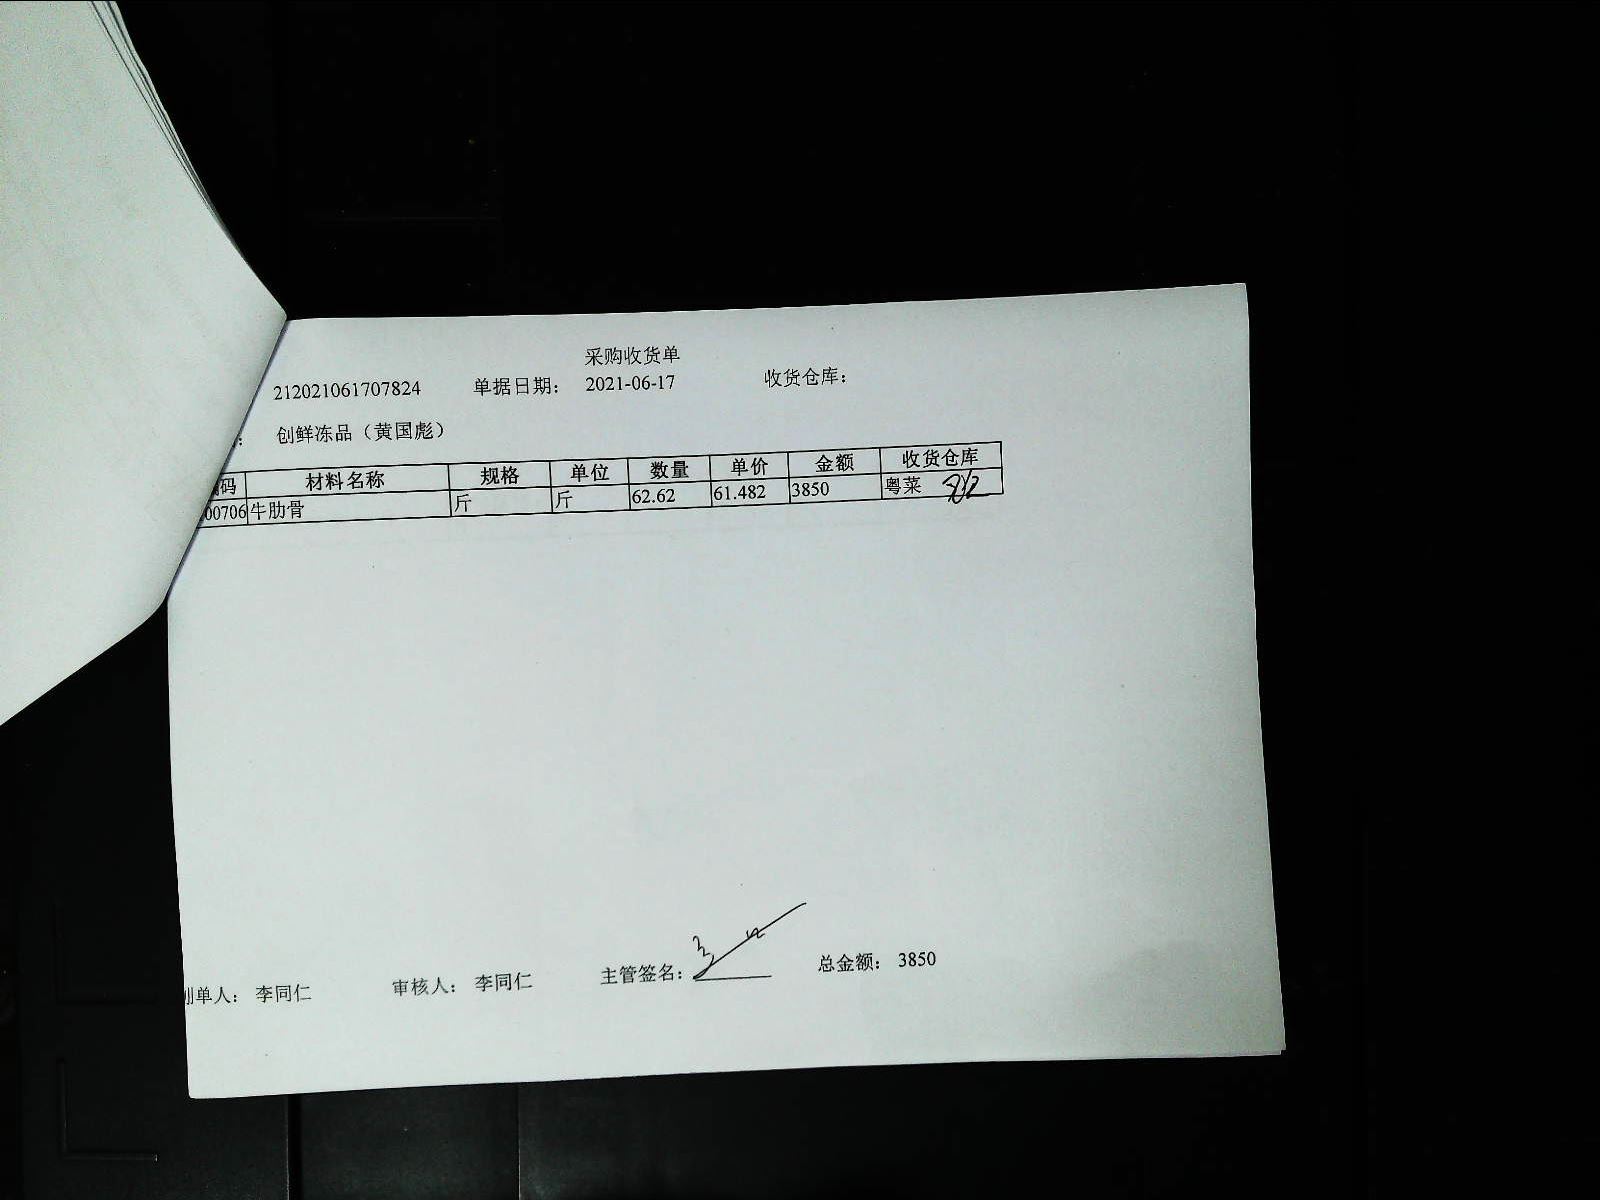 采购收货单
212021061707824 单据日期： 2021-06-17 收货仓库：
创鲜冻品（黄国彪）
码 材料名称 规格 单位 数量 单价 金额 收货仓库
00706 牛肋骨 斤 斤 62.62 61.482 3850 粤菜
单人： 李同仁 审核人： 李同仁 主管签名： 总金额： 3850